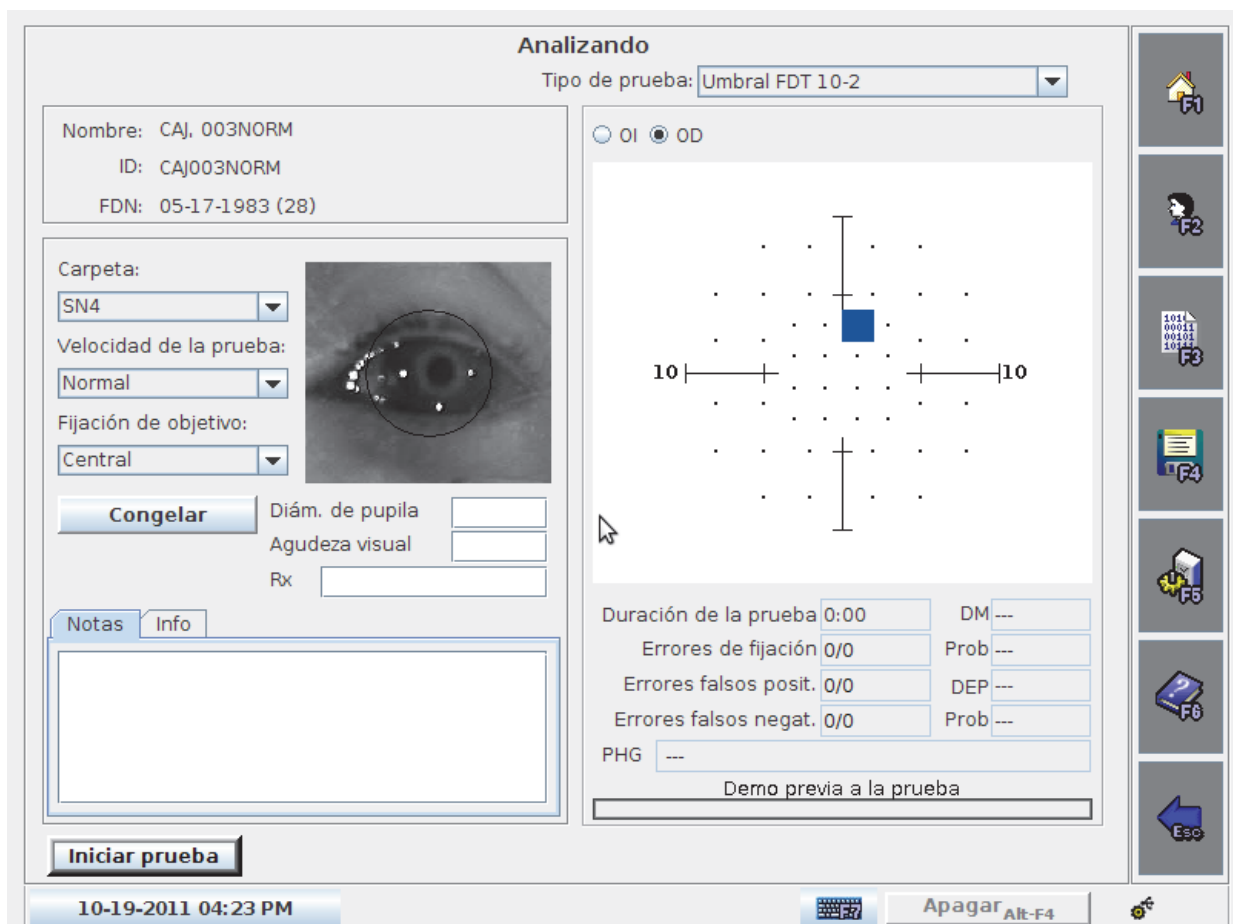 Analizando
Tipo de prueba: Umbral FDT 10-2
Nombre: CAJ, 003NORM
ID: CAJ003NORM
FDN: 05-17-1983 (28)
Carpeta:
SN4
Velocidad de la prueba:
Normal
Fijación de objetivo:
Central
Congelar
Diám. de pupila
Agudeza visual
Rx
Notas Info
Iniciar prueba
OI OD
10 10
Duración de la prueba 0:00 DM ---
Errores de fijación 0/0 Prob ---
Errores falsos posit. 0/0 DEP ---
Errores falsos negat. 0/0 Prob ---
PHG ---
Demo previa a la prueba
F1
F2
F3
F4
F5
F6
Esc
10-19-2011 04:23 PM
Apagar Alt-F4